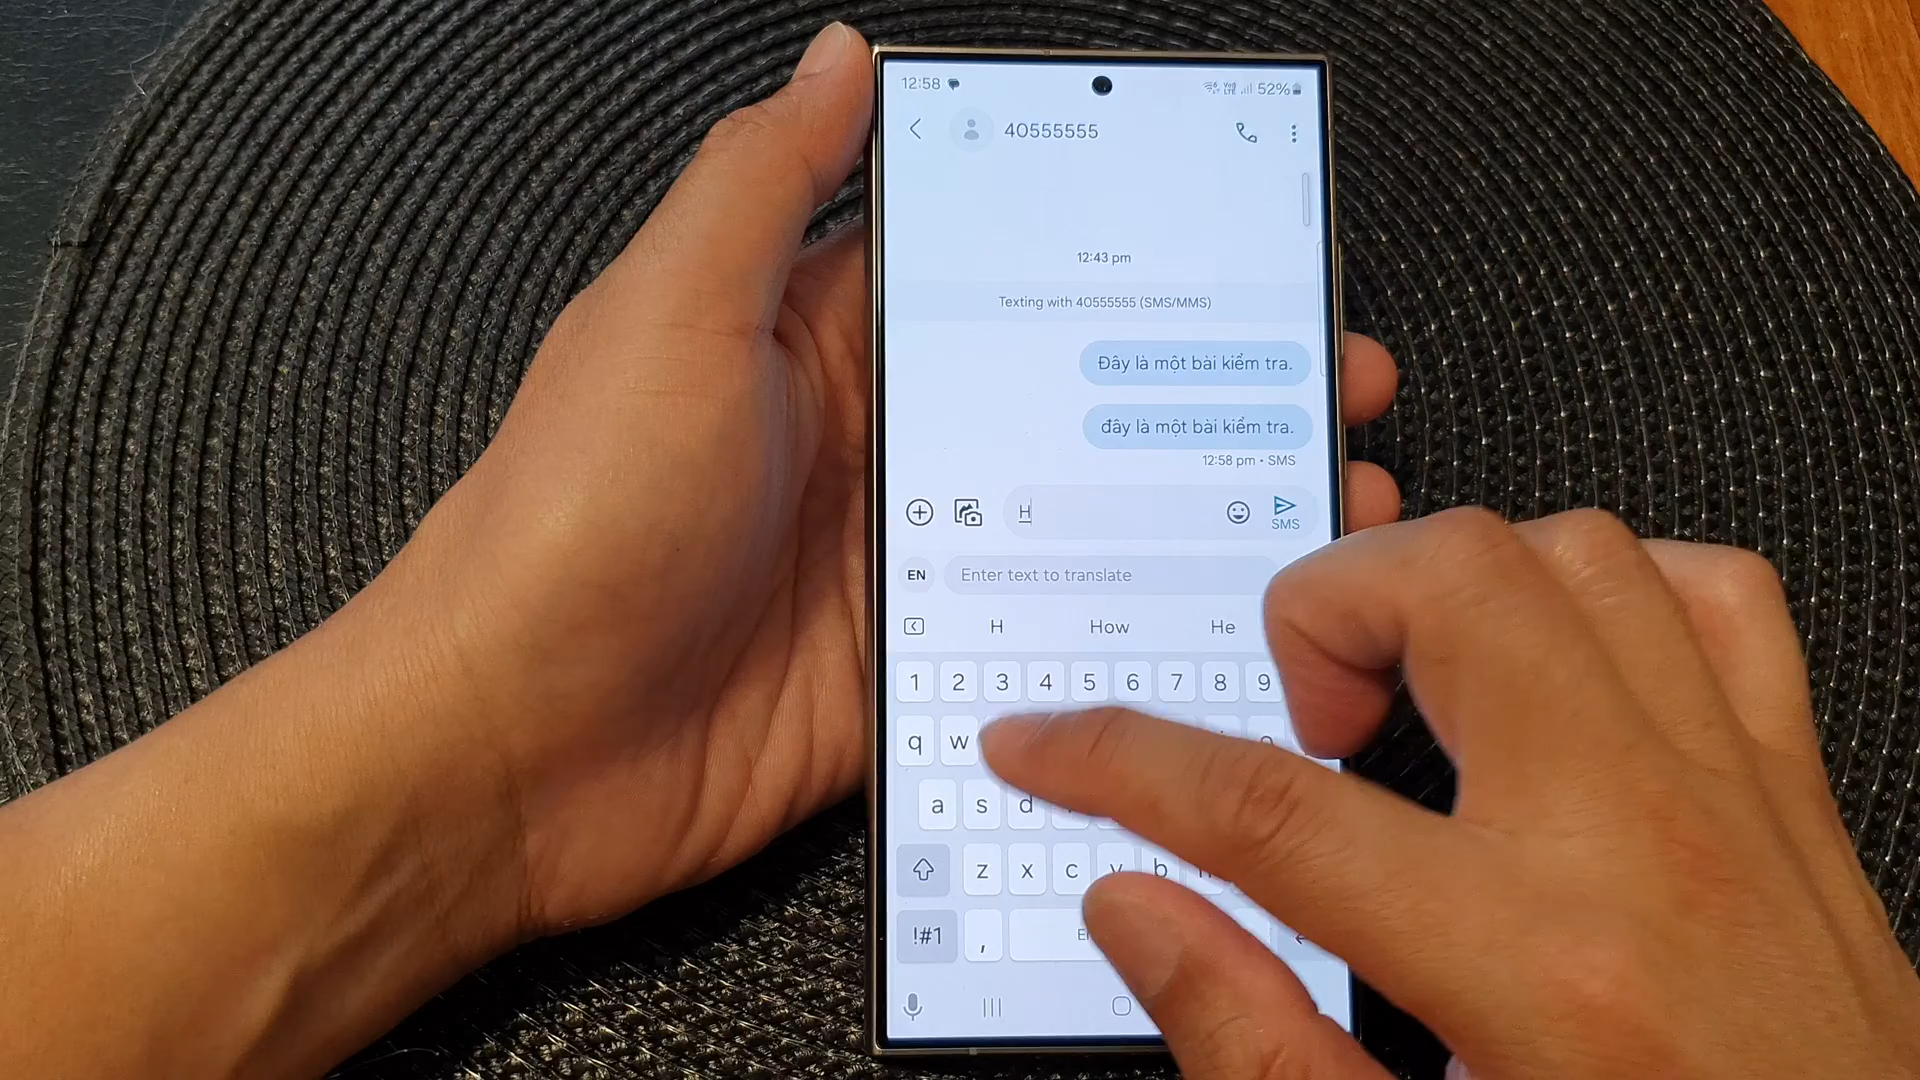 12:58 52%
40555555
12:43 pm
Texting with 40555555 (SMS/MMS)
Đây là một bài kiểm tra.
đây là một bài kiểm tra.
12:58 pm • SMS
H
SMS
EN Enter text to translate
H How He
1 2 3 4 5 6 7 8 9
q w
a s d
z x c v b
!#1 ,